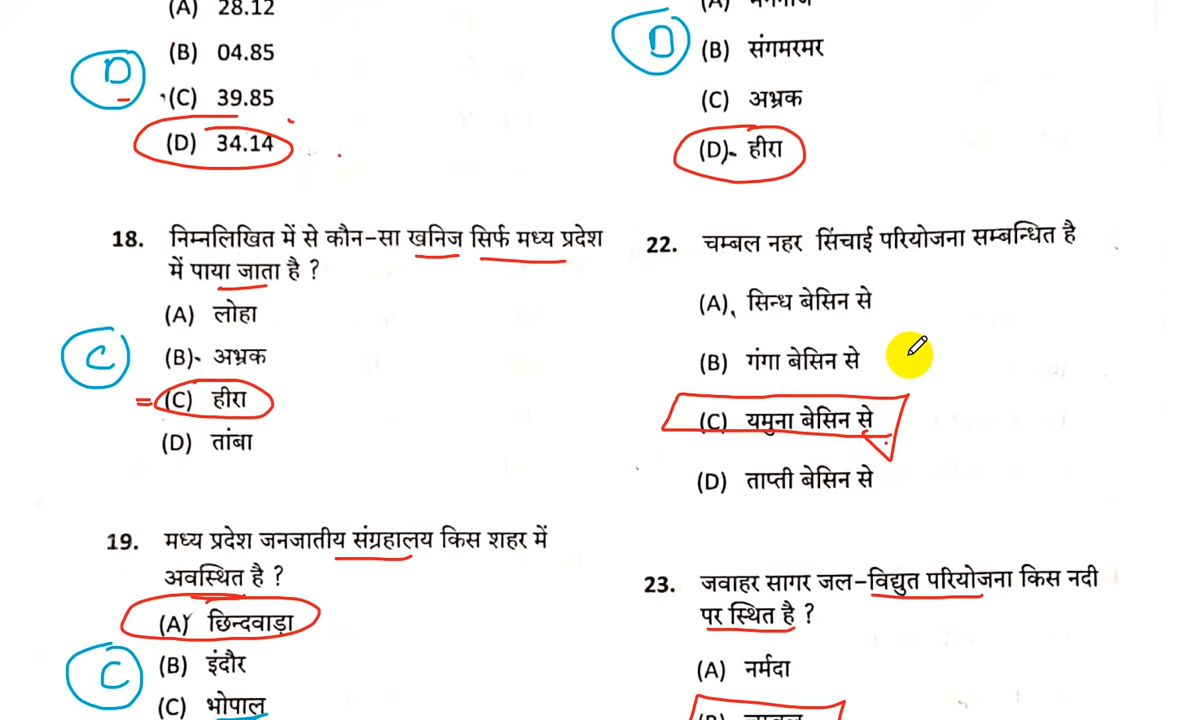 (A) 28.12
(B) 04.85
(C) 39.85
(D) 34.14
D
18. निम्नलिखित में से कौन-सा खनिज सिर्फ मध्य प्रदेश
में पाया जाता है ?
(A) लोहा
(B) अभ्रक
(C) हीरा
(D) तांबा
C
19. मध्य प्रदेश जनजातीय संग्रहालय किस शहर में
अवस्थित है ?
(A) छिन्दवाड़ा
(B) इंदौर
(C) भोपाल
C
(A)
(B) संगमरमर
(C) अभ्रक
(D) हीरा
D
22. चम्बल नहर सिंचाई परियोजना सम्बन्धित है
(A) सिन्ध बेसिन से
(B) गंगा बेसिन से
(C) यमुना बेसिन से
(D) ताप्ती बेसिन से
23. जवाहर सागर जल-विद्युत परियोजना किस नदी
पर स्थित है ?
(A) नर्मदा